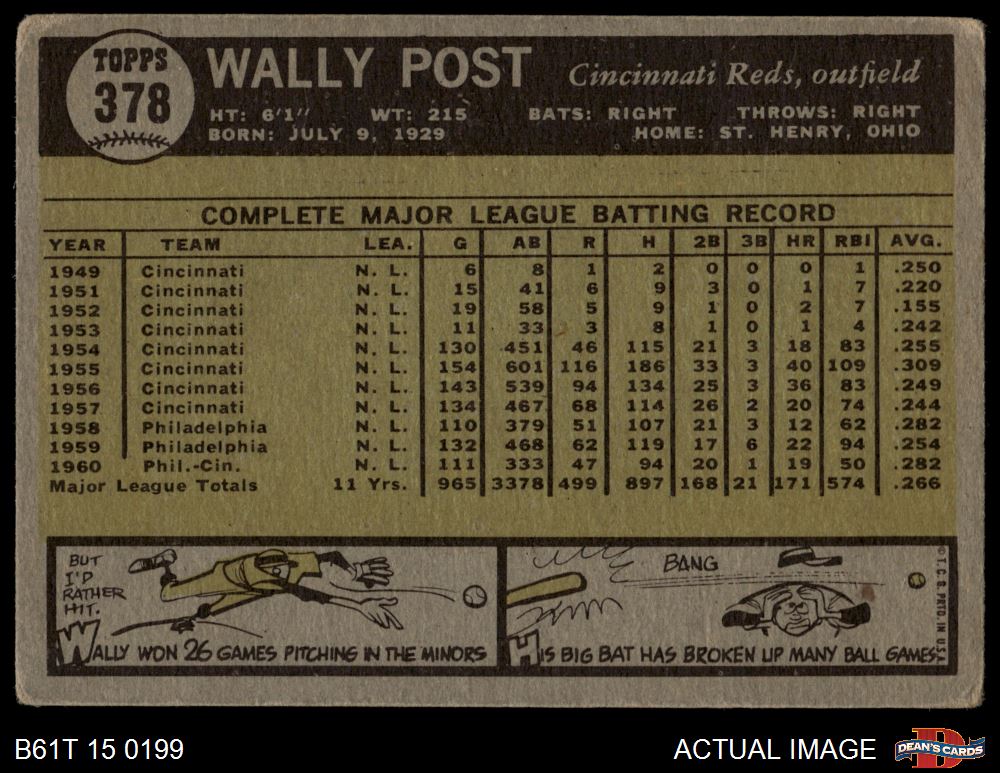 TOPPS
378
WALLY POST Cincinnati Reds, outfield
HT: 6'1" WT: 215 BATS: RIGHT THROWS: RIGHT
BORN: JULY 9, 1929 HOME: ST. HENRY, OHIO
COMPLETE MAJOR LEAGUE BATTING RECORD
YEAR TEAM LEA. G AB R H 2B 3B HR RBI AVG.
1949 Cincinnati N. L. 6 8 1 2 0 0 0 1 .250
1951 Cincinnati N. L. 15 41 6 9 3 0 1 7 .220
1952 Cincinnati N. L. 19 58 5 9 1 0 2 7 .155
1953 Cincinnati N. L. 11 33 3 8 1 0 1 4 .242
1954 Cincinnati N. L. 130 451 46 115 21 3 18 83 .255
1955 Cincinnati N. L. 154 601 116 186 33 3 40 109 .309
1956 Cincinnati N. L. 143 539 94 134 25 3 36 83 .249
1957 Cincinnati N. L. 134 467 68 114 26 2 20 74 .244
1958 Philadelphia N. L. 110 379 51 107 21 3 12 62 .282
1959 Philadelphia N. L. 132 468 62 119 17 6 22 94 .254
1960 Phil.-Cin. N. L. 111 333 47 94 20 1 19 50 .282
Major League Totals 11 Yrs. 965 3378 499 897 168 21 171 574 .266
BUT
I'D
RATHER
HIT.
WALLY WON 26 GAMES PITCHING IN THE MINORS
BANG
HIS BIG BAT HAS BROKEN UP MANY BALL GAMES
© T. C. G. PRTD. IN U.S.A.
B61T 15 0199 ACTUAL IMAGE
DEAN'S CARDS